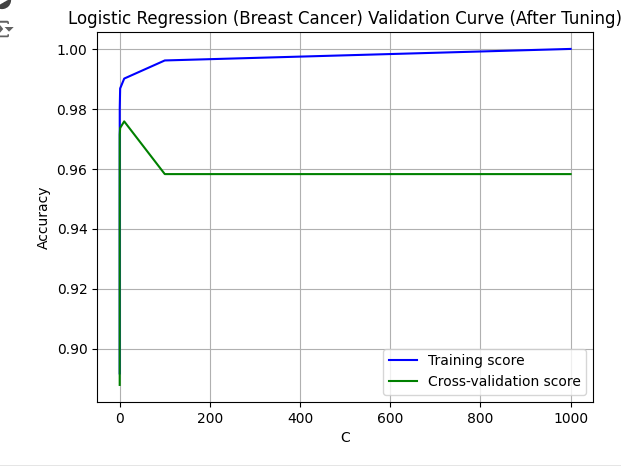 Logistic Regression (Breast Cancer) Validation Curve (After Tuning)
1.00
0.98
0.96
0.94
0.92
0.90
Accuracy
Training score
Cross-validation score
0 200 400 600 800 1000
C